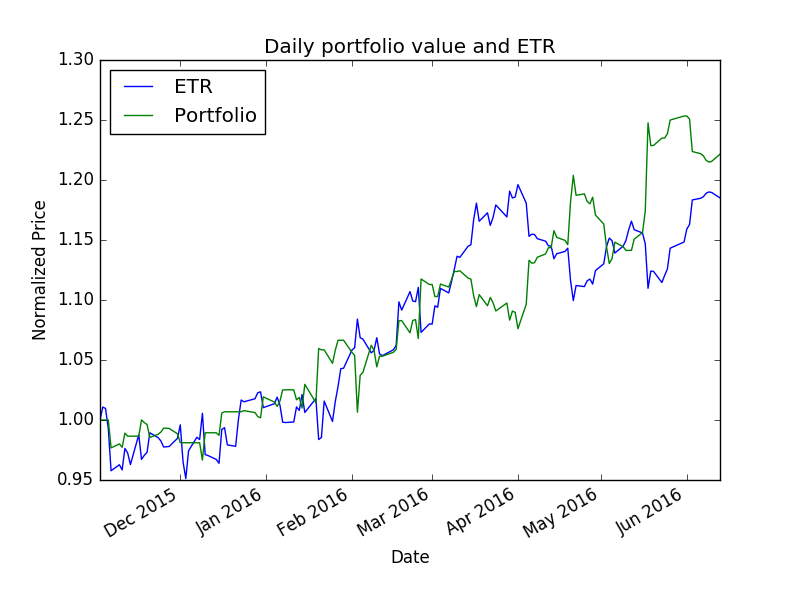 Daily portfolio value and ETR
1.30
1.25
1.20
1.15
1.10
1.05
1.00
0.95
Normalized Price
ETR
Portfolio
Dec 2015
Jan 2016
Feb 2016
Mar 2016
Apr 2016
May 2016
Jun 2016
Date